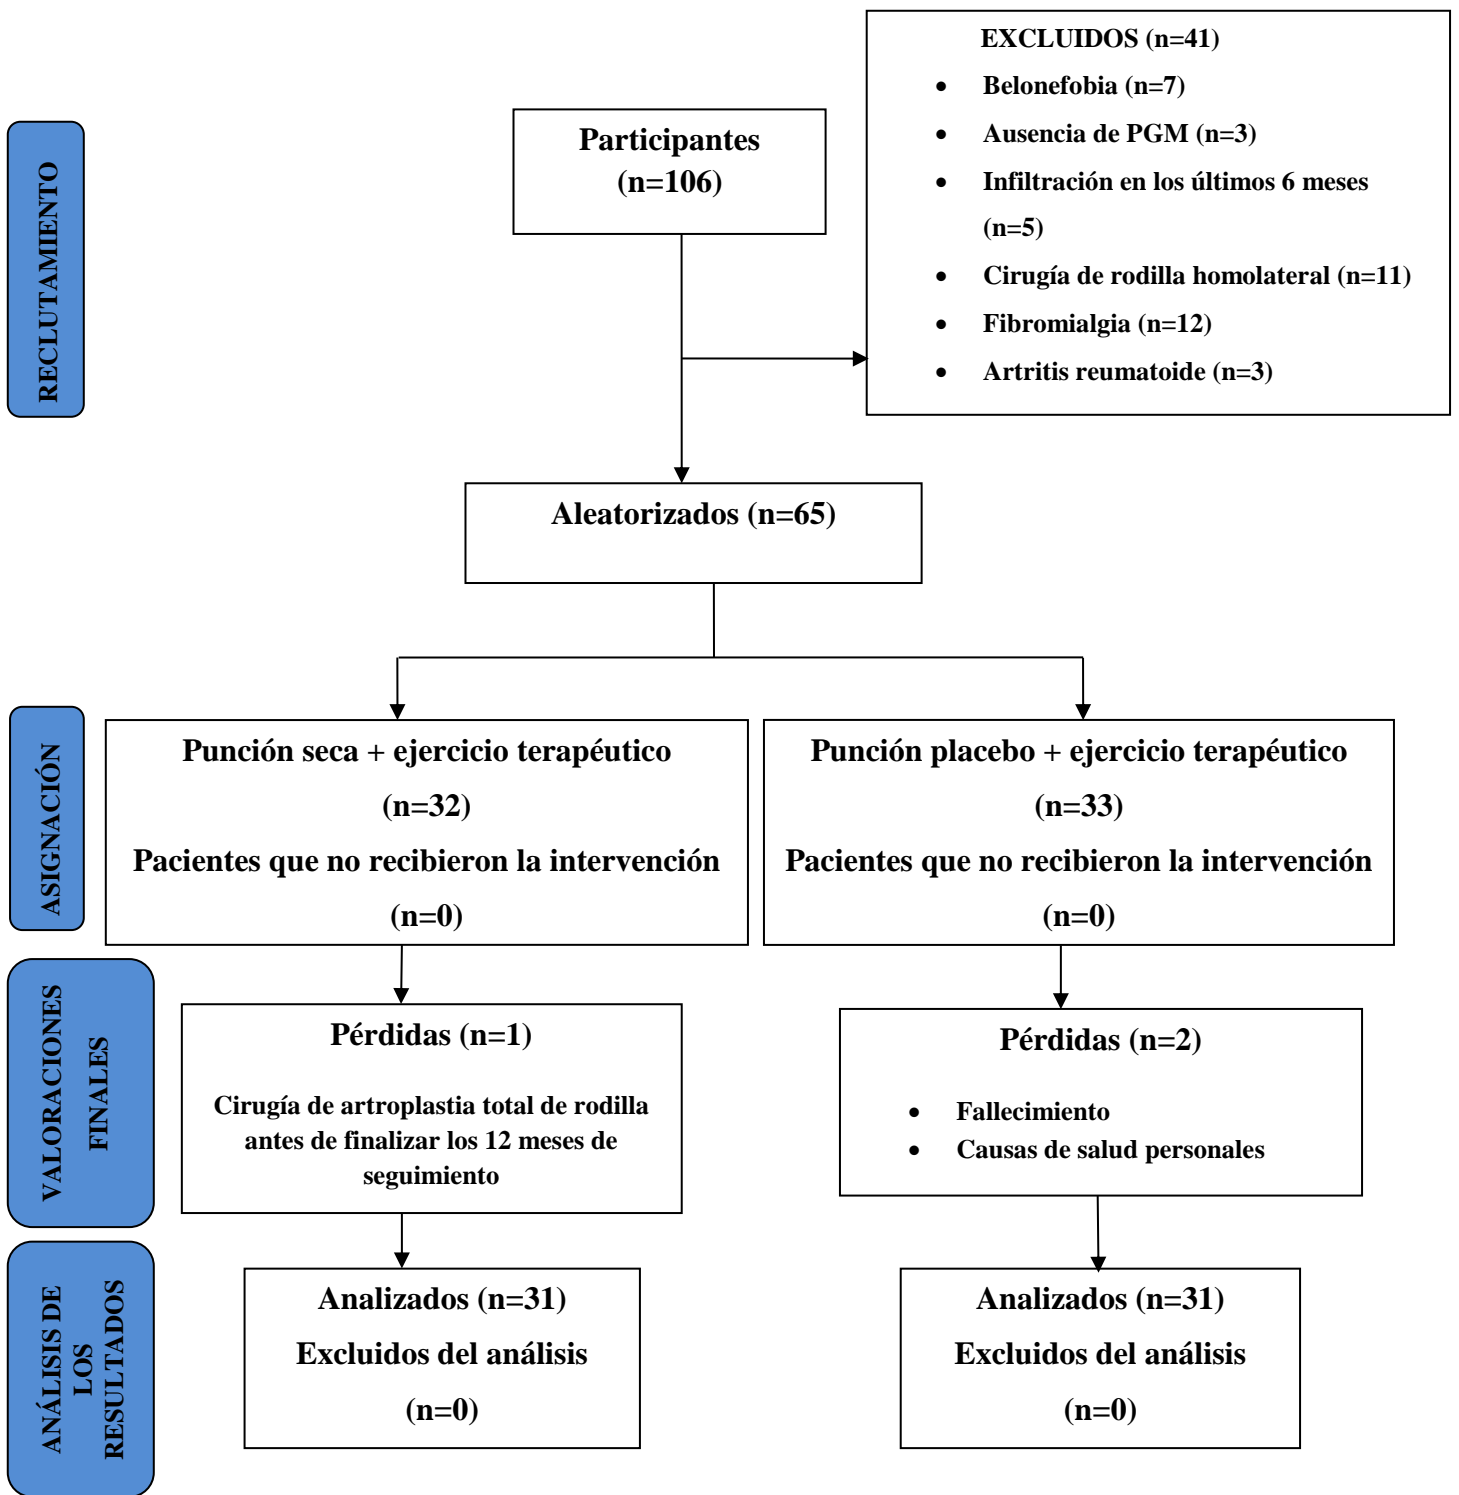 RECLUTAMIENTO
Participantes
(n=106)
EXCLUIDOS (n=41)
• Belonefobia (n=7)
• Ausencia de PGM (n=3)
• Infiltración en los últimos 6 meses
(n=5)
• Cirugía de rodilla homolateral (n=11)
• Fibromialgia (n=12)
• Artritis reumatoide (n=3)
Aleatorizados (n=65)
ASIGNACIÓN
Punción seca + ejercicio terapéutico
(n=32)
Pacientes que no recibieron la intervención
(n=0)
Punción placebo + ejercicio terapéutico
(n=33)
Pacientes que no recibieron la intervención
(n=0)
VALORACIONES
FINALES
Pérdidas (n=1)
Cirugía de artroplastia total de rodilla
antes de finalizar los 12 meses de
seguimiento
Pérdidas (n=2)
• Fallecimiento
• Causas de salud personales
ANÁLISIS DE
LOS
RESULTADOS
Analizados (n=31)
Excluidos del análisis
(n=0)
Analizados (n=31)
Excluidos del análisis
(n=0)